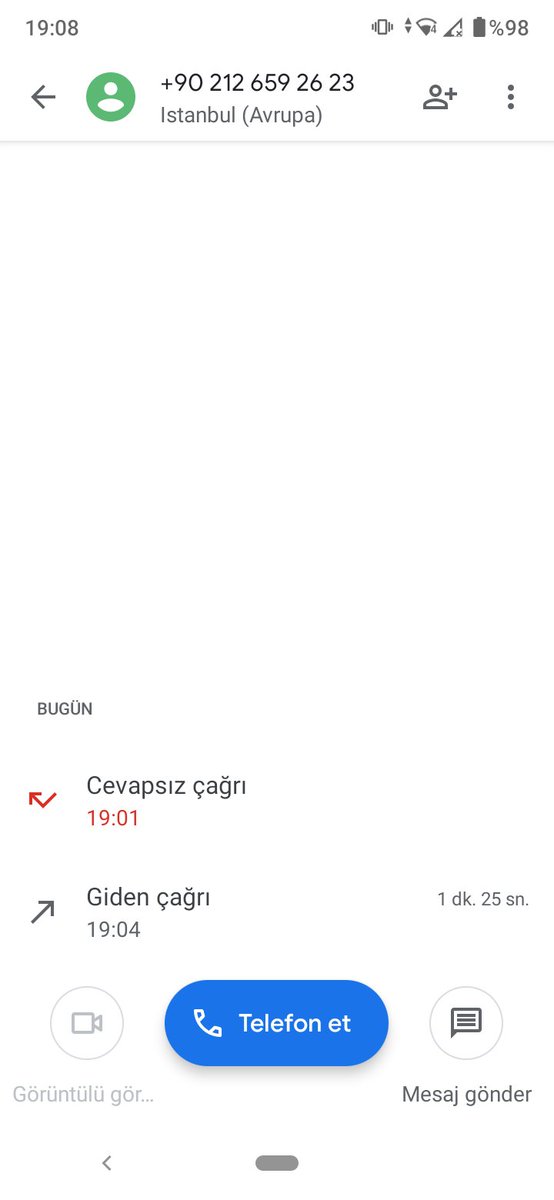 19:08
4
%98
+90 212 659 26 23
Istanbul (Avrupa)
BUGÜN
Cevapsız çağrı
19:01
Giden çağrı
1 dk. 25 sn.
19:04
Telefon et
Görüntülü gör...
Mesaj gönder